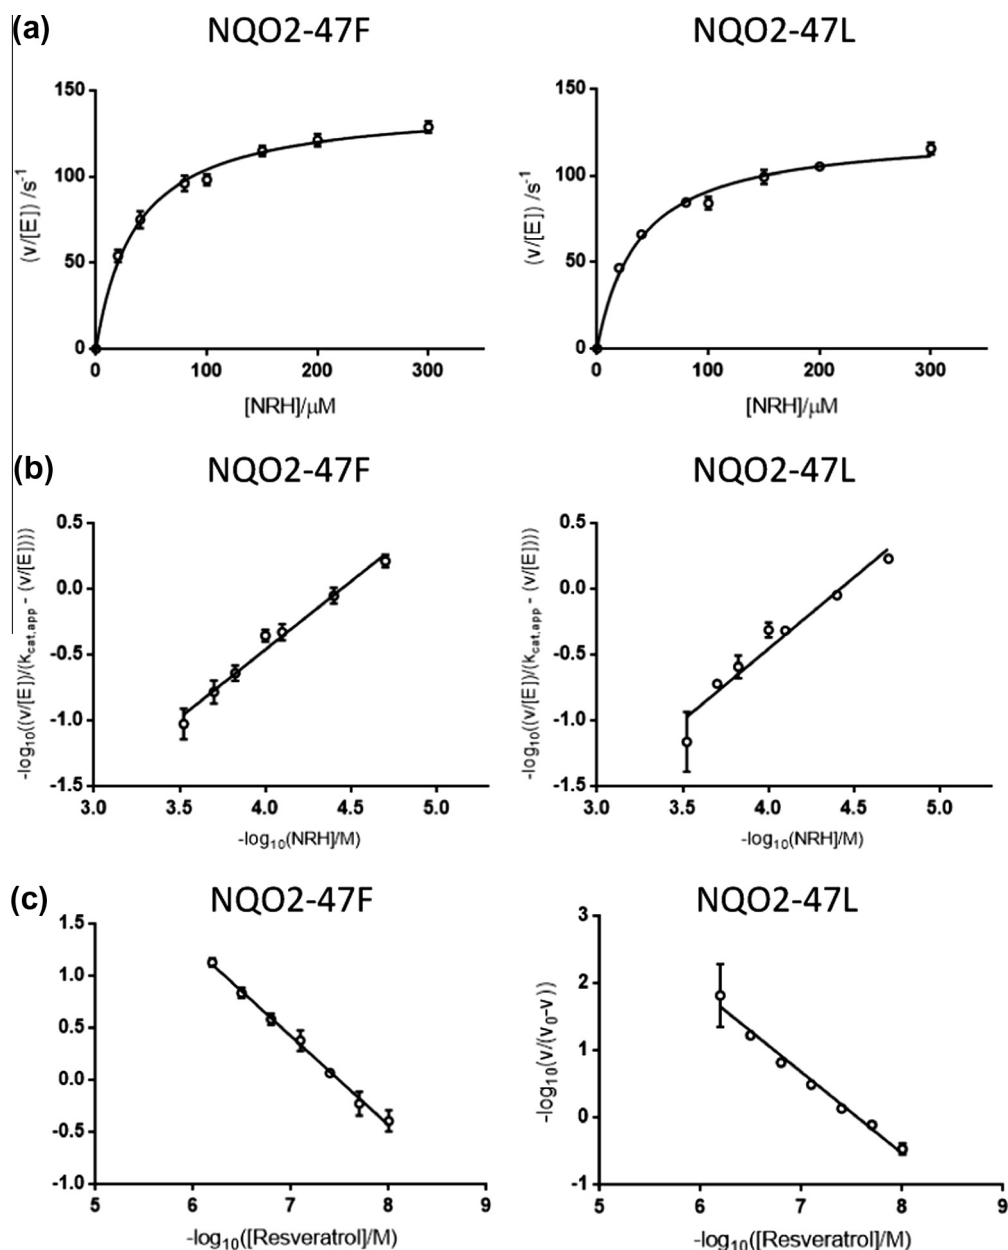 (a)
NQO2-47F
NQO2-47L
(v/[E]) /s-1
150
100
50
0
0 100 200 300
[NRH]/μM
(v/[E]) /s-1
150
100
50
0
0 100 200 300
[NRH]/μM
(b)
NQO2-47F
NQO2-47L
-log10((v/[E])/(kcat,app - (v/[E])))
0.5
0.0
-0.5
-1.0
-1.5
3.0 3.5 4.0 4.5 5.0
-log10(NRH]/M)
-log10((v/[E])/(kcat,app - (v/[E])))
0.5
0.0
-0.5
-1.0
-1.5
3.0 3.5 4.0 4.5 5.0
-log10(NRH]/M)
(c)
NQO2-47F
NQO2-47L
1.5
1.0
0.5
0.0
-0.5
-1.0
5 6 7 8 9
-log10([Resveratrol]/M)
-log10(v/(v0-v))
3
2
1
0
-1
5 6 7 8 9
-log10([Resveratrol]/M)